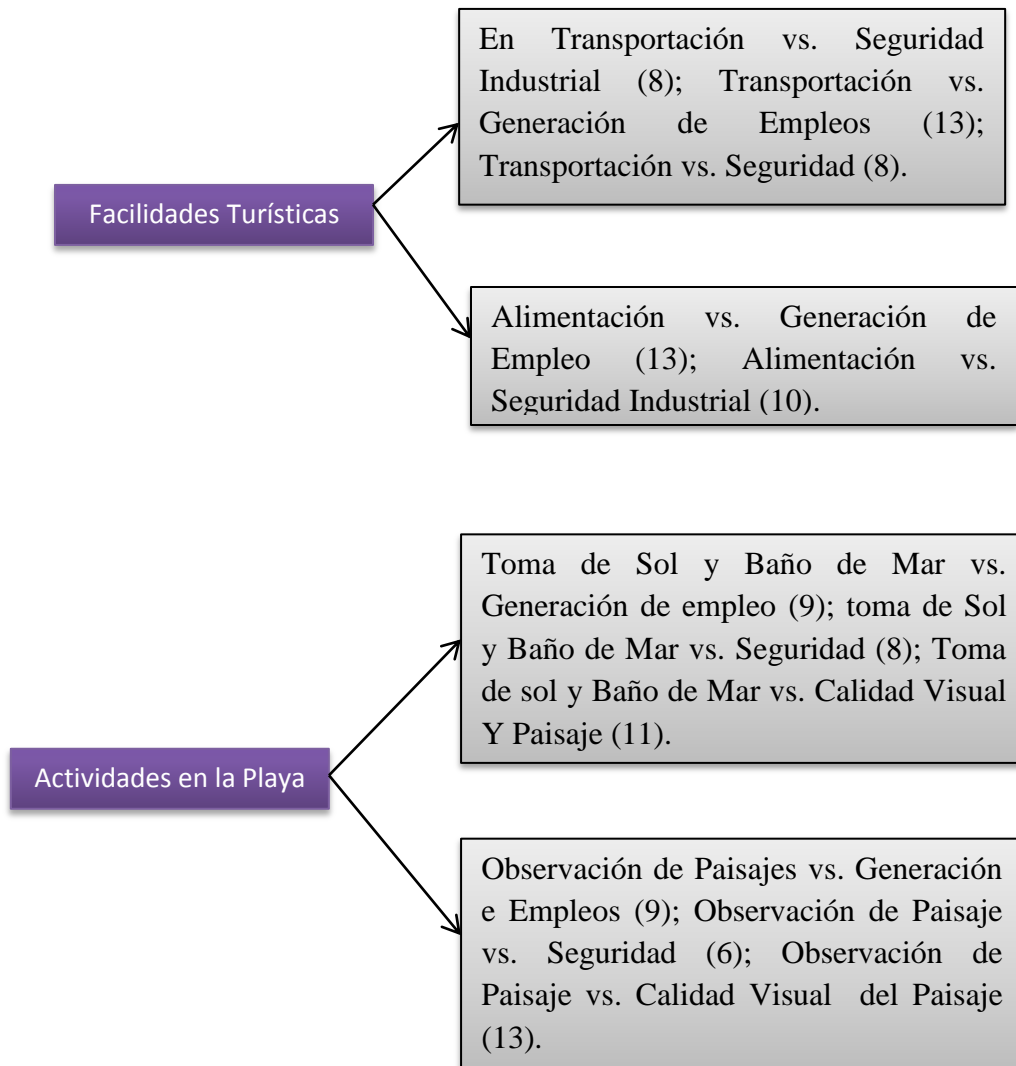 En Transportación vs. Seguridad
Industrial (8); Transportación vs.
Generación de Empleos (13);
Transportación vs. Seguridad (8).
Facilidades Turísticas
Alimentación vs. Generación de
Empleo (13); Alimentación vs.
Seguridad Industrial (10).
Toma de Sol y Baño de Mar vs.
Generación de empleo (9); toma de Sol
y Baño de Mar vs. Seguridad (8); Toma
de sol y Baño de Mar vs. Calidad Visual
Y Paisaje (11).
Actividades en la Playa
Observación de Paisajes vs. Generación
e Empleos (9); Observación de Paisaje
vs. Seguridad (6); Observación de
Paisaje vs. Calidad Visual del Paisaje
(13).